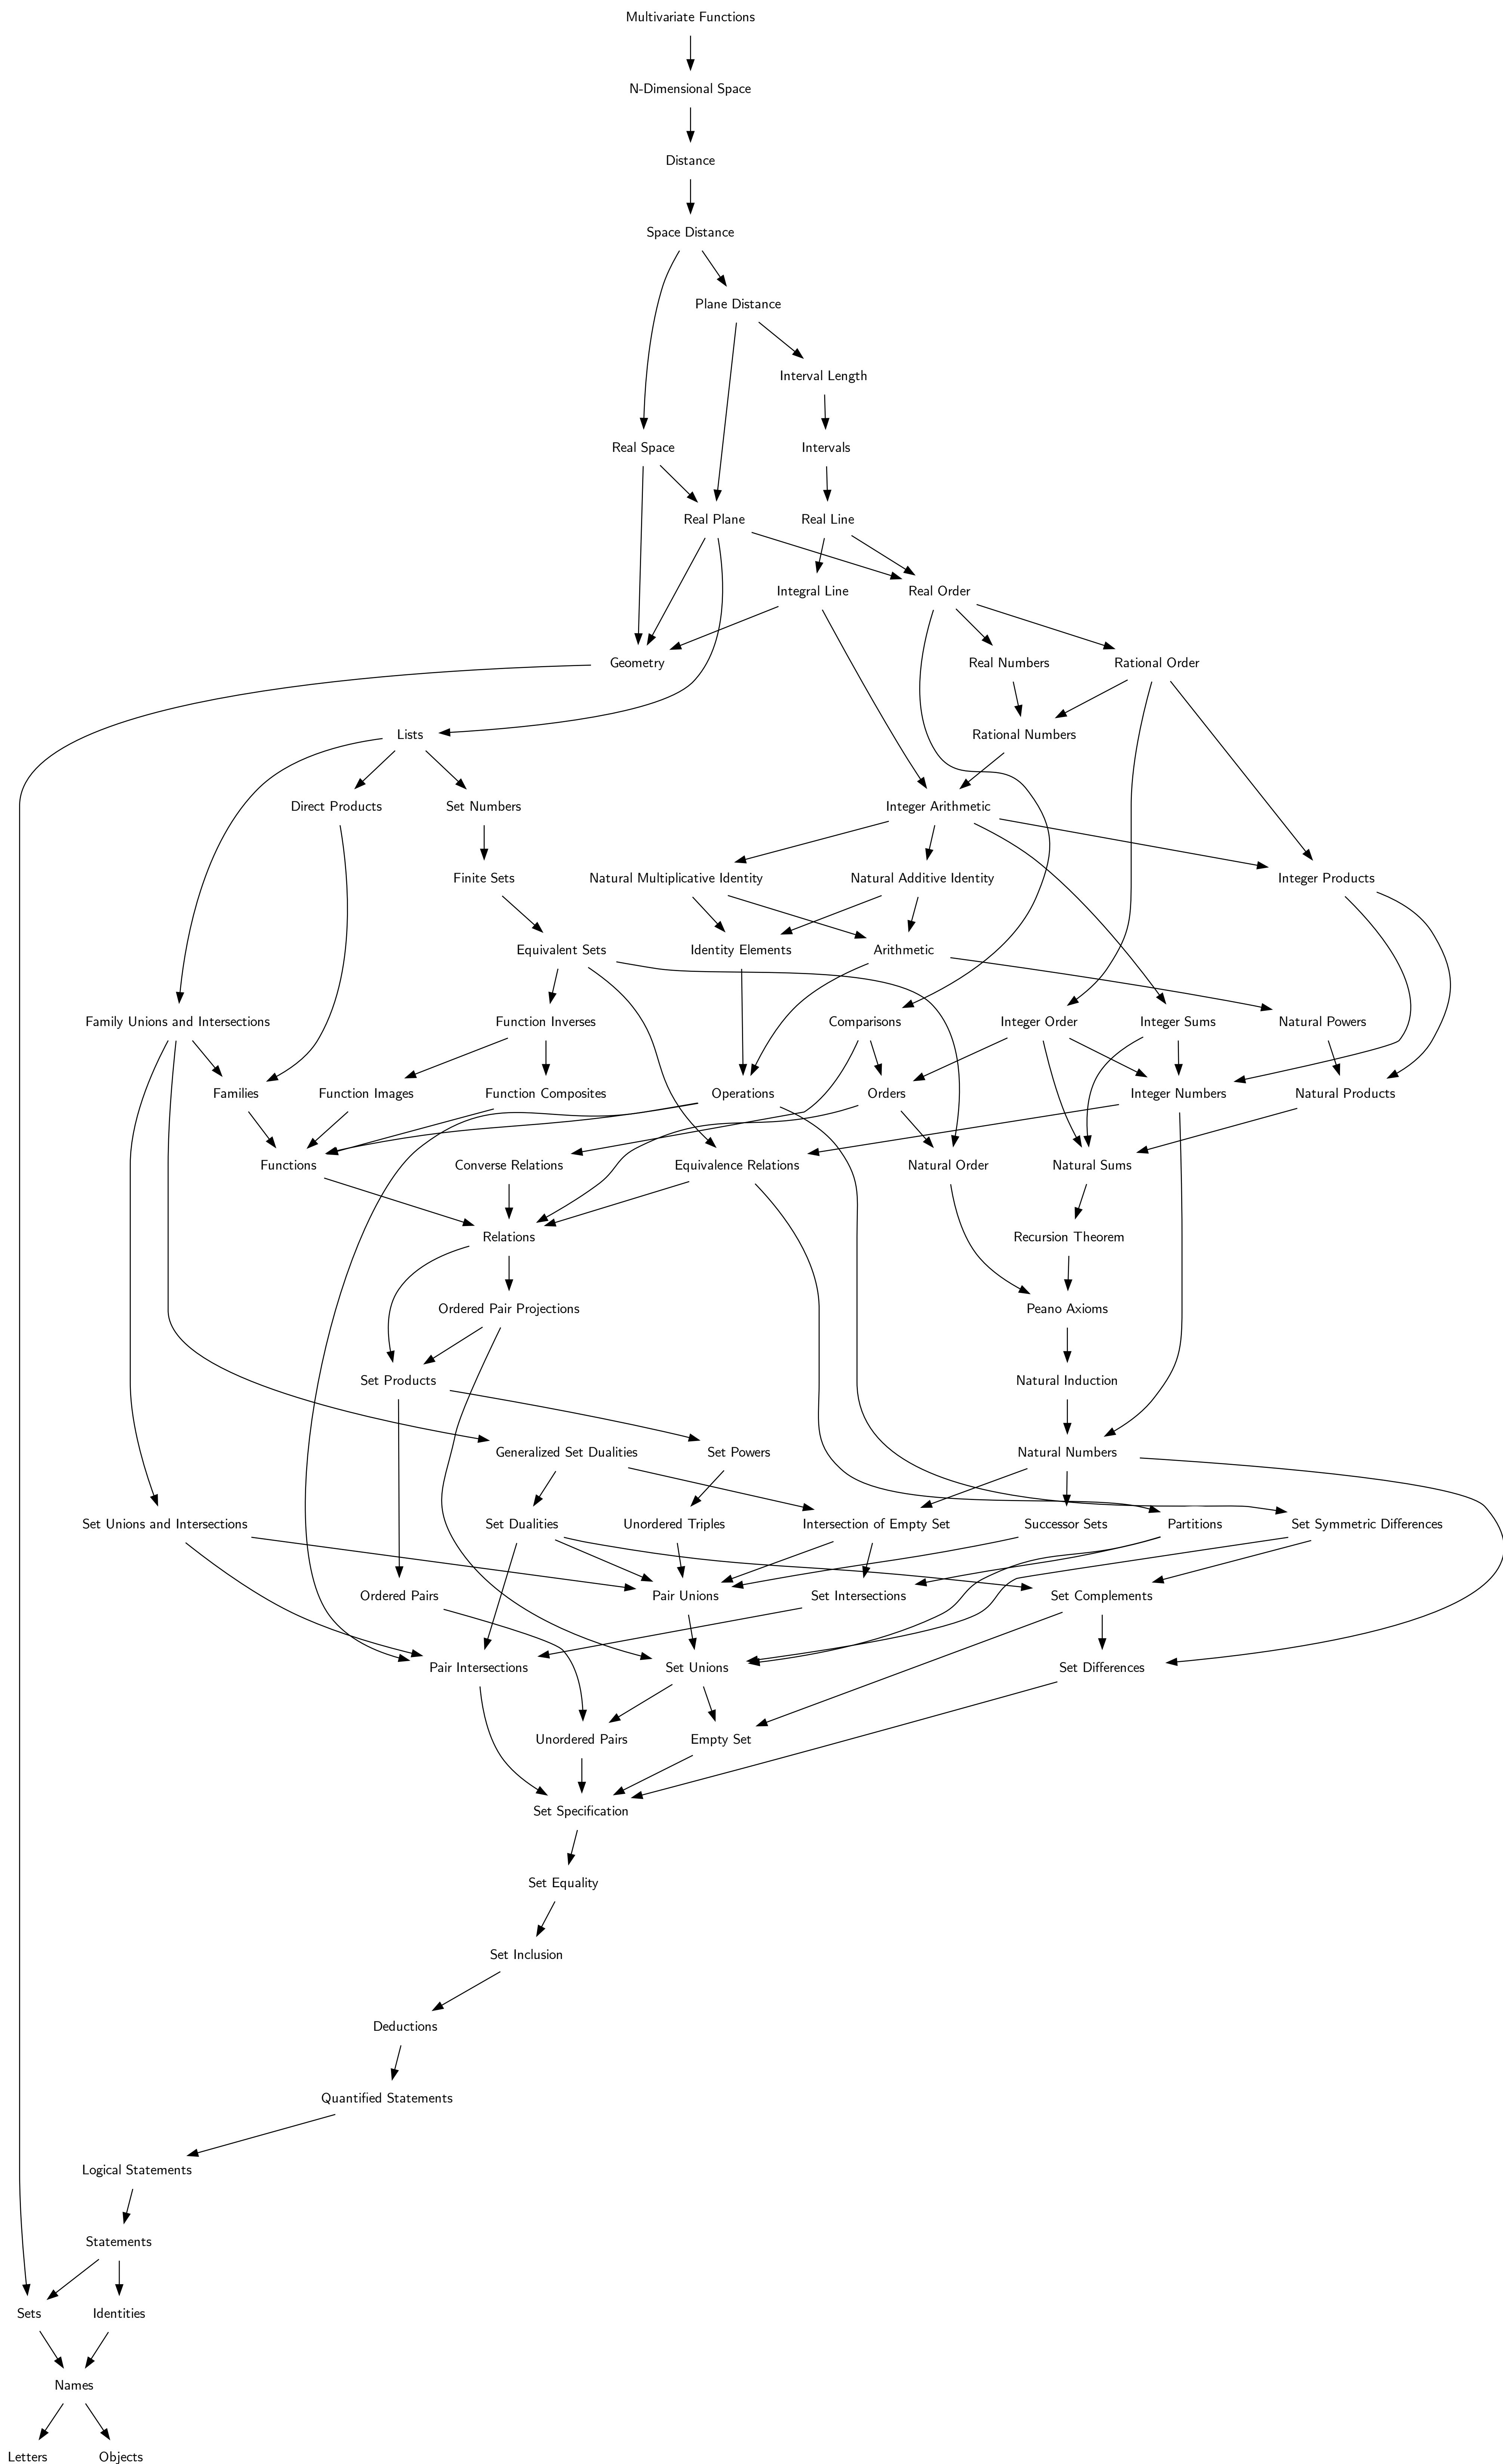 Multivariate Functions
N-Dimensional Space
Distance
Space Distance
Plane Distance
Interval Length
Real Space
Intervals
Real Plane
Real Line
Integral Line
Real Order
Geometry
Real Numbers
Rational Order
Lists
Rational Numbers
Direct Products
Set Numbers
Integer Arithmetic
Finite Sets
Natural Multiplicative Identity
Natural Additive Identity
Integer Products
Equivalent Sets
Identity Elements
Arithmetic
Family Unions and Intersections
Function Inverses
Comparisons
Integer Order
Integer Sums
Natural Powers
Families
Function Images
Function Composites
Operations
Orders
Integer Numbers
Natural Products
Functions
Converse Relations
Equivalence Relations
Natural Order
Natural Sums
Relations
Recursion Theorem
Ordered Pair Projections
Peano Axioms
Set Products
Natural Induction
Generalized Set Dualities
Set Powers
Natural Numbers
Set Unions and Intersections
Set Dualities
Unordered Triples
Intersection of Empty Set
Successor Sets
Partitions
Set Symmetric Differences
Ordered Pairs
Pair Unions
Set Intersections
Set Complements
Pair Intersections
Set Unions
Set Differences
Unordered Pairs
Empty Set
Set Specification
Set Equality
Set Inclusion
Deductions
Quantified Statements
Logical Statements
Statements
Sets
Identities
Names
Letters
Objects